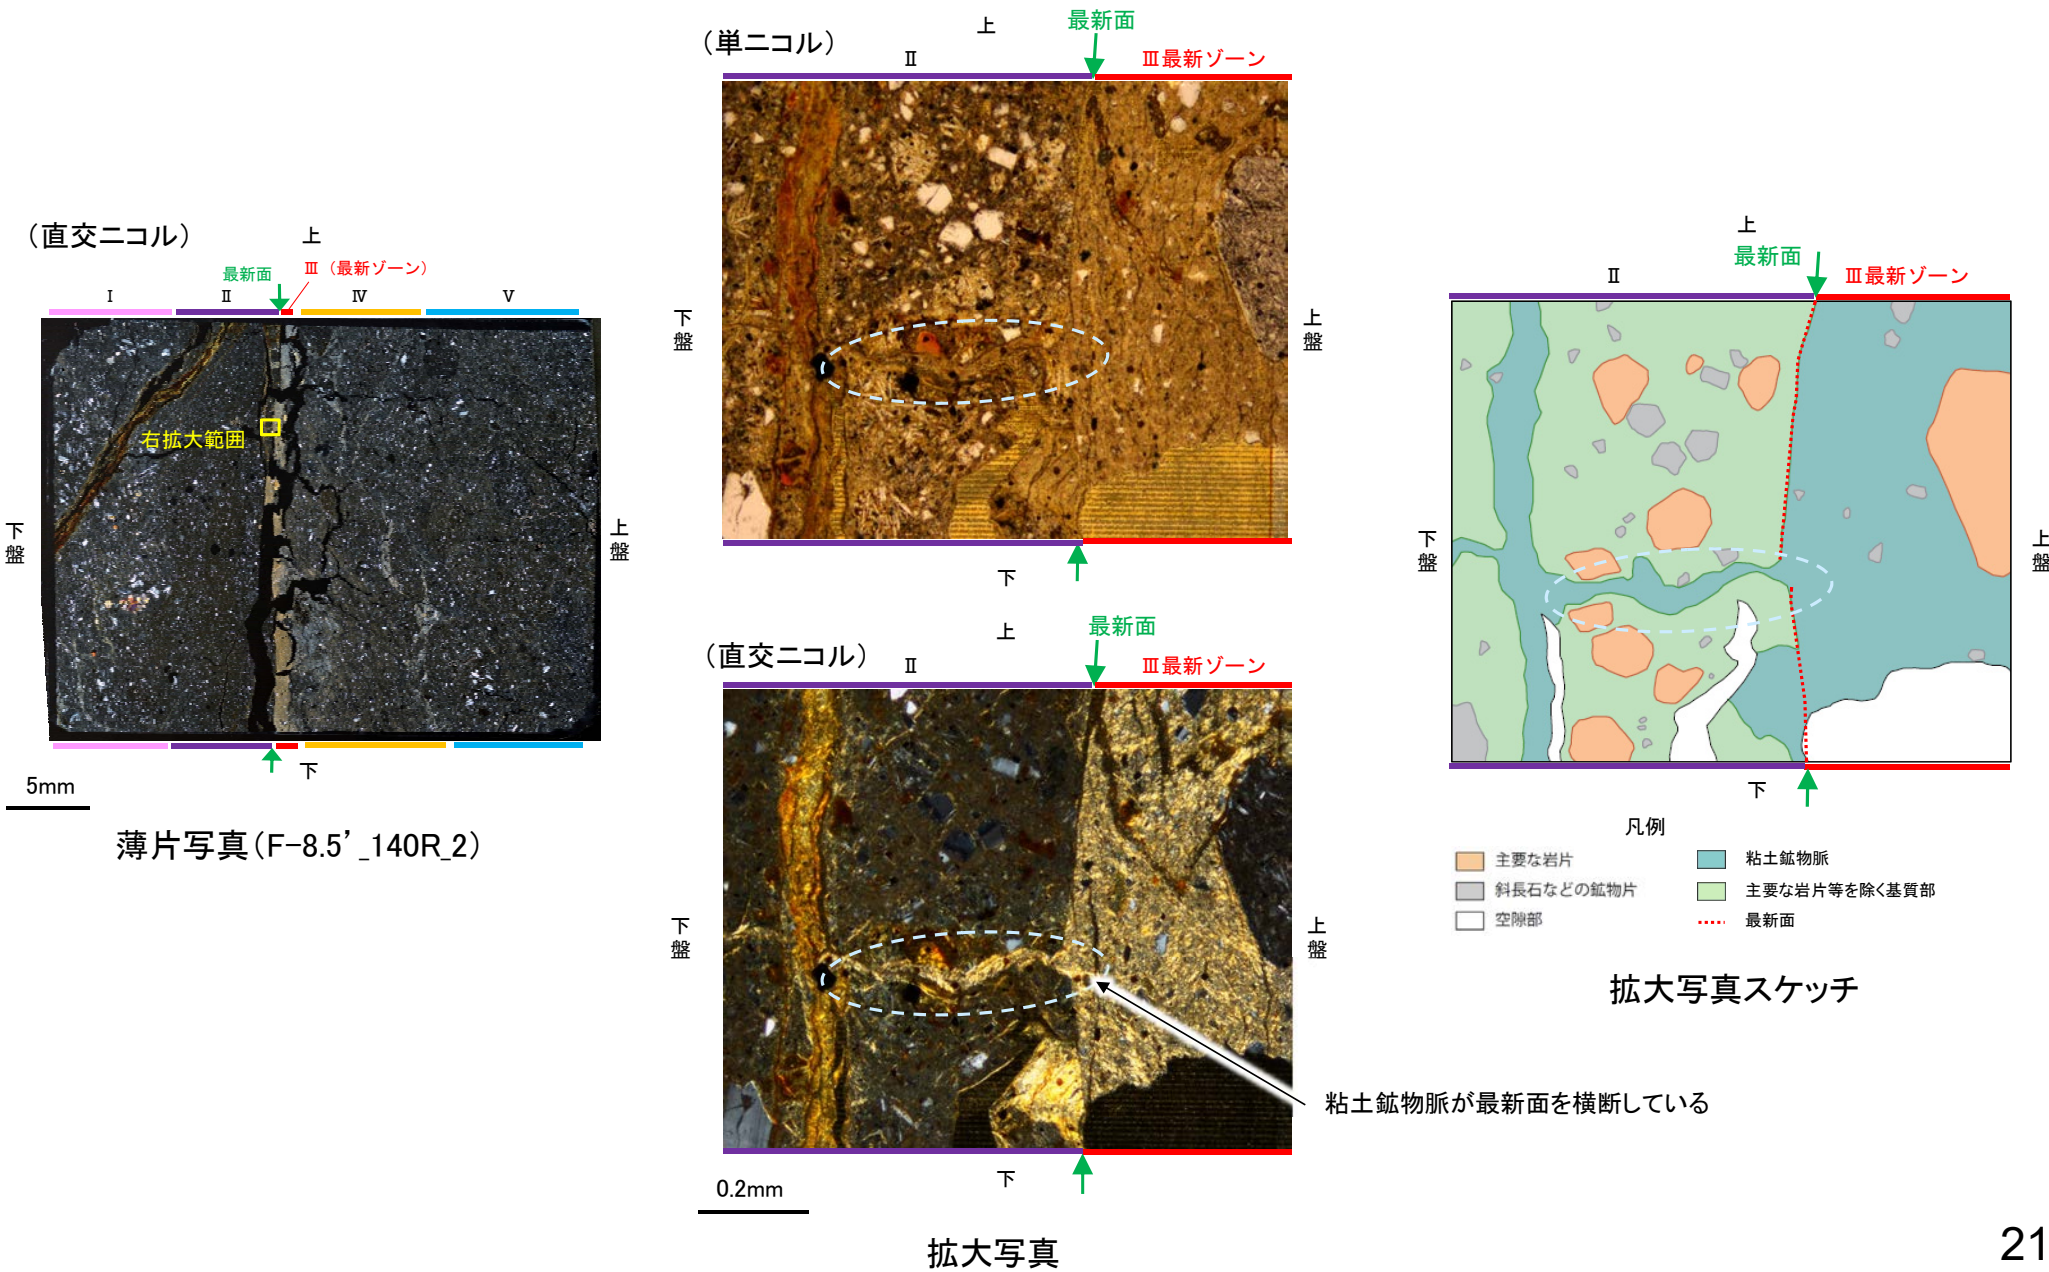 (直交ニコル)
上
最新面
Ⅲ(最新ゾーン)
Ⅰ
Ⅱ
Ⅳ
Ⅴ
右拡大範囲
下盤
上盤
下
5mm
薄片写真(F-8.5’_140R_2)
(単ニコル)
上
最新面
Ⅱ
Ⅲ最新ゾーン
下盤
上盤
下
(直交ニコル)
上
最新面
Ⅱ
Ⅲ最新ゾーン
下盤
上盤
粘土鉱物脈が最新面を横断している
下
0.2mm
拡大写真
上
最新面
Ⅱ
Ⅲ最新ゾーン
下盤
上盤
下
凡例
主要な岩片
斜長石などの鉱物片
空隙部
粘土鉱物脈
主要な岩片等を除く基質部
最新面
拡大写真スケッチ
21